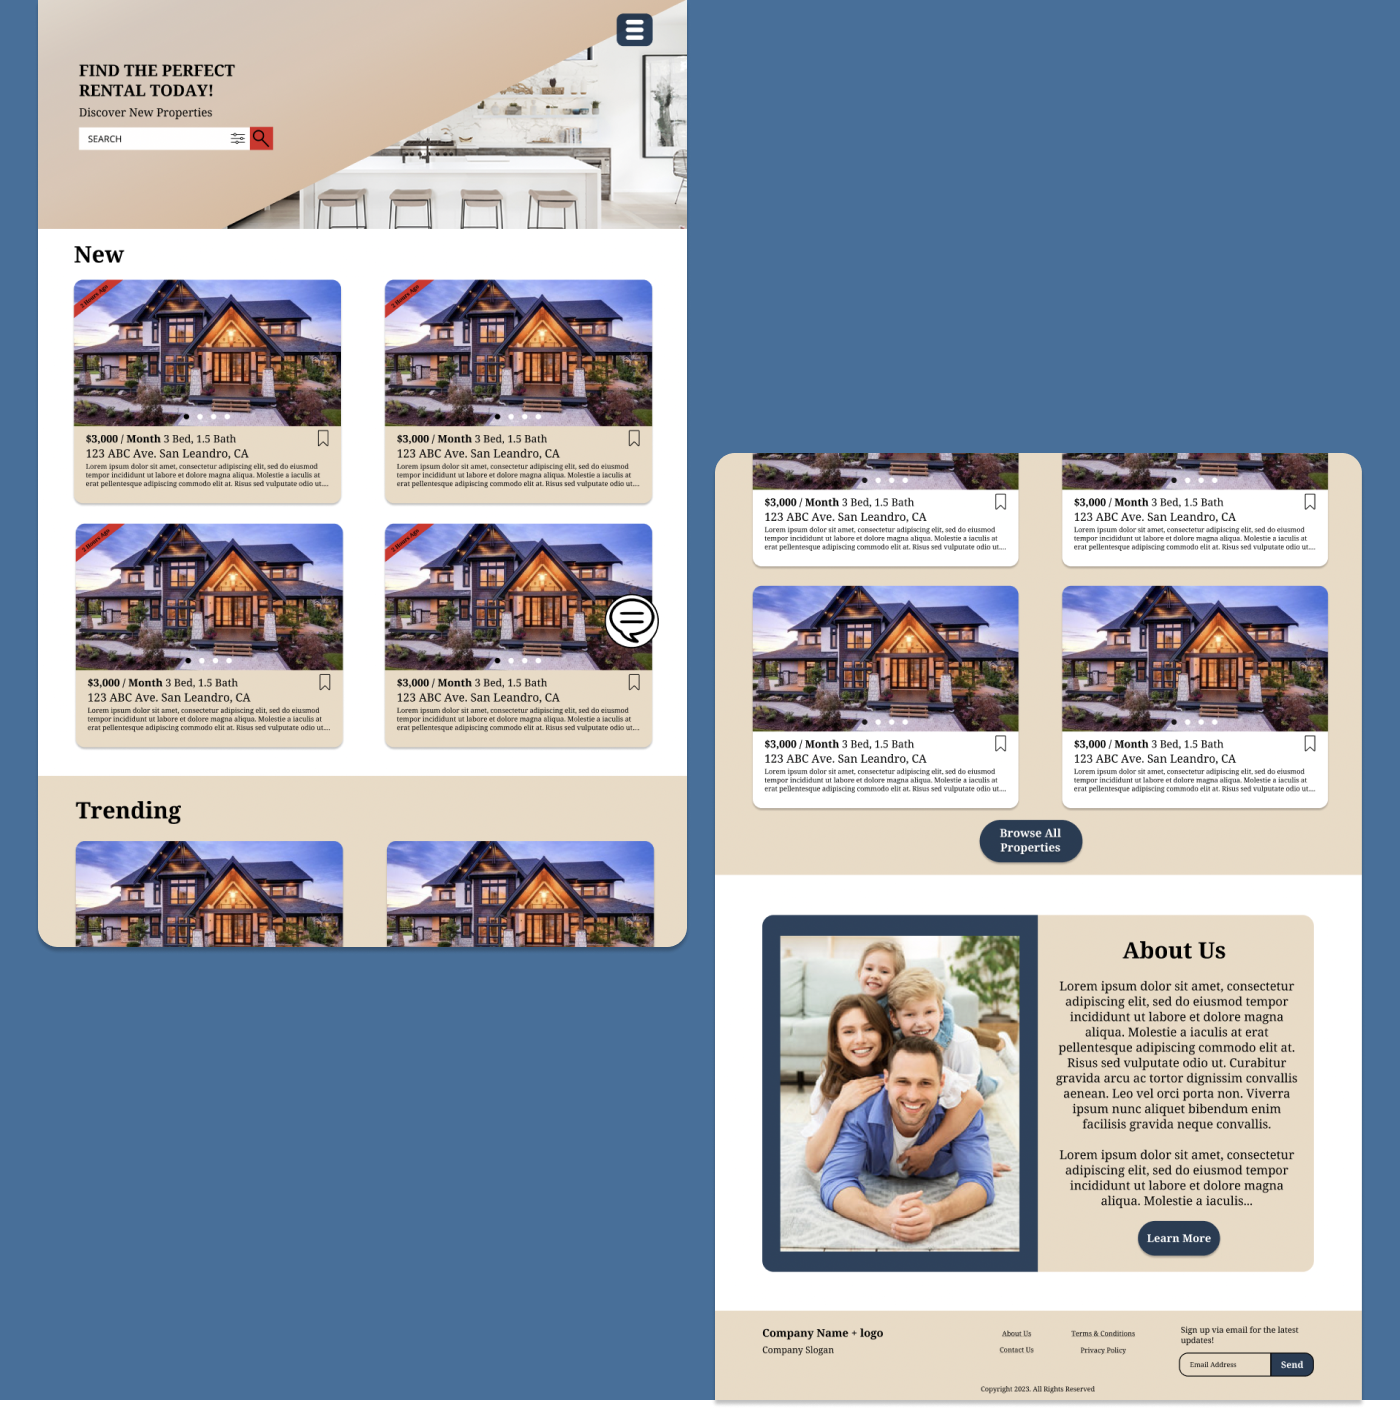 FIND THE PERFECT
RENTAL TODAY!
Discover New Properties
SEARCH
New
3 Hours Ago
$3,000 / Month 3 Bed, 1.5 Bath
123 ABC Ave. San Leandro, CA
Lorem ipsum dolor sit amet, consectetur adipiscing elit, sed do eiusmod
tempor incididunt ut labore et dolore magna aliqua. Molestie a iaculis at
erat pellentesque adipiscing commodo elit at. Risus sed vulputate odio ut....
3 Hours Ago
$3,000 / Month 3 Bed, 1.5 Bath
123 ABC Ave. San Leandro, CA
Lorem ipsum dolor sit amet, consectetur adipiscing elit, sed do eiusmod
tempor incididunt ut labore et dolore magna aliqua. Molestie a iaculis at
erat pellentesque adipiscing commodo elit at. Risus sed vulputate odio ut....
3 Hours Ago
$3,000 / Month 3 Bed, 1.5 Bath
123 ABC Ave. San Leandro, CA
Lorem ipsum dolor sit amet, consectetur adipiscing elit, sed do eiusmod
tempor incididunt ut labore et dolore magna aliqua. Molestie a iaculis at
erat pellentesque adipiscing commodo elit at. Risus sed vulputate odio ut....
3 Hours Ago
$3,000 / Month 3 Bed, 1.5 Bath
123 ABC Ave. San Leandro, CA
Lorem ipsum dolor sit amet, consectetur adipiscing elit, sed do eiusmod
tempor incididunt ut labore et dolore magna aliqua. Molestie a iaculis at
erat pellentesque adipiscing commodo elit at. Risus sed vulputate odio ut....
Trending
$3,000 / Month 3 Bed, 1.5 Bath
123 ABC Ave. San Leandro, CA
Lorem ipsum dolor sit amet, consectetur adipiscing elit, sed do eiusmod
tempor incididunt ut labore et dolore magna aliqua. Molestie a iaculis at
erat pellentesque adipiscing commodo elit at. Risus sed vulputate odio ut....
$3,000 / Month 3 Bed, 1.5 Bath
123 ABC Ave. San Leandro, CA
Lorem ipsum dolor sit amet, consectetur adipiscing elit, sed do eiusmod
tempor incididunt ut labore et dolore magna aliqua. Molestie a iaculis at
erat pellentesque adipiscing commodo elit at. Risus sed vulputate odio ut....
$3,000 / Month 3 Bed, 1.5 Bath
123 ABC Ave. San Leandro, CA
Lorem ipsum dolor sit amet, consectetur adipiscing elit, sed do eiusmod
tempor incididunt ut labore et dolore magna aliqua. Molestie a iaculis at
erat pellentesque adipiscing commodo elit at. Risus sed vulputate odio ut....
$3,000 / Month 3 Bed, 1.5 Bath
123 ABC Ave. San Leandro, CA
Lorem ipsum dolor sit amet, consectetur adipiscing elit, sed do eiusmod
tempor incididunt ut labore et dolore magna aliqua. Molestie a iaculis at
erat pellentesque adipiscing commodo elit at. Risus sed vulputate odio ut....
Browse All
Properties
About Us
Lorem ipsum dolor sit amet, consectetur
adipiscing elit, sed do eiusmod tempor
incididunt ut labore et dolore magna
aliqua. Molestie a iaculis at erat
pellentesque adipiscing commodo elit at.
Risus sed vulputate odio ut. Curabitur
gravida arcu ac tortor dignissim convallis
aenean. Leo vel orci porta non. Viverra
ipsum nunc aliquet bibendum enim
facilisis gravida neque convallis.
Lorem ipsum dolor sit amet, consectetur
adipiscing elit, sed do eiusmod tempor
incididunt ut labore et dolore magna
aliqua. Molestie a iaculis...
Learn More
Company Name + logo
Company Slogan
About Us
Contact Us
Terms & Conditions
Privacy Policy
Sign up via email for the latest
updates!
Email Address
Send
Copyright 2023. All Rights Reserved